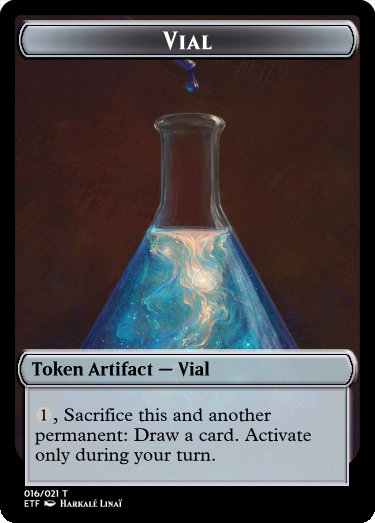 Vial
Token Artifact — Vial
1, Sacrifice this and another
permanent: Draw a card. Activate
only during your turn.
016/021 T
ETF Harkalé Linaï